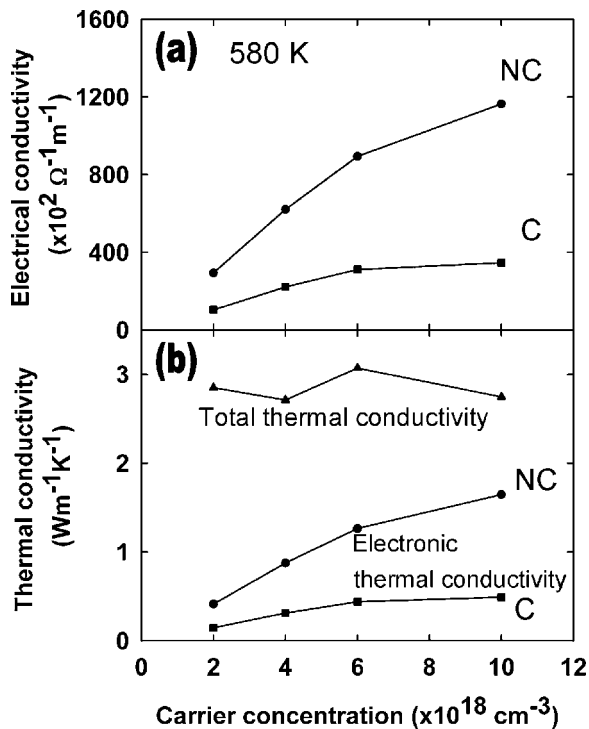 1600
(a) 580 K
NC
1200
800
C
400
0
Electrical conductivity
(x10² Ω⁻¹m⁻¹)
(b)
3
Total thermal conductivity
2
NC
Electronic
1
thermal conductivity
C
0
Thermal conductivity
(Wm⁻¹K⁻¹)
0 2 4 6 8 10 12
Carrier concentration (x10¹⁸ cm⁻³)